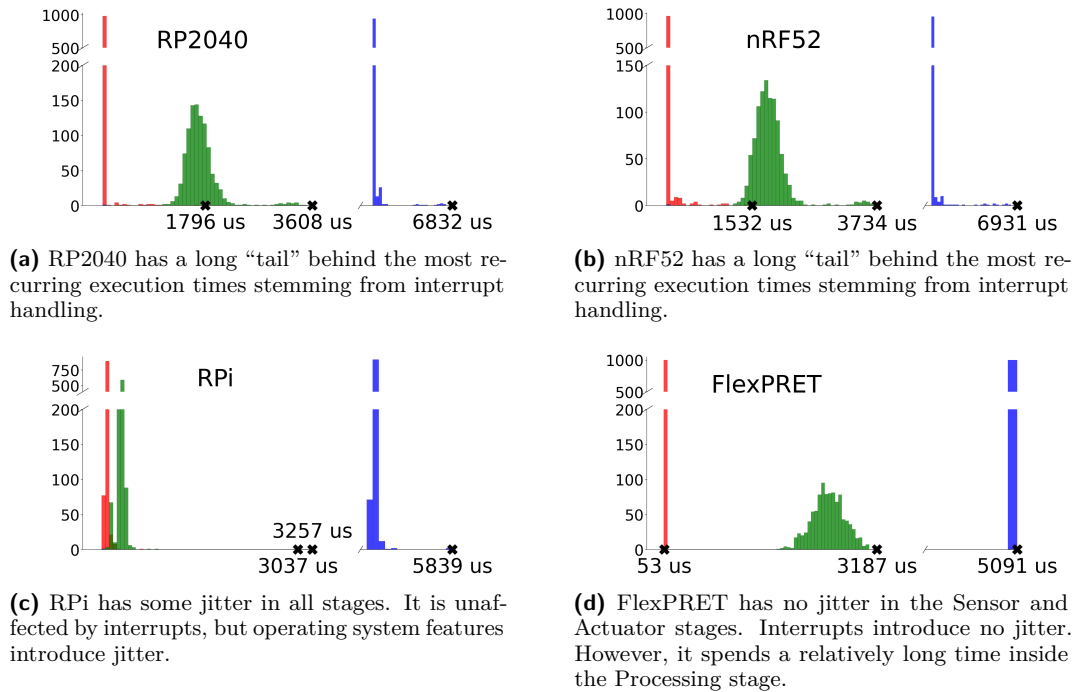 RP2040
1000
500
200
150
100
50
0
1796 us 3608 us 6832 us
(a) RP2040 has a long “tail” behind the most re-
curring execution times stemming from interrupt
handling.
nRF52
1000
500
150
100
50
0
1532 us 3734 us 6931 us
(b) nRF52 has a long “tail” behind the most re-
curring execution times stemming from interrupt
handling.
RPi
750
500
200
150
100
50
0
3257 us
3037 us 5839 us
(c) RPi has some jitter in all stages. It is unaf-
fected by interrupts, but operating system features
introduce jitter.
FlexPRET
1000
500
200
150
100
50
0
53 us 3187 us 5091 us
(d) FlexPRET has no jitter in the Sensor and
Actuator stages. Interrupts introduce no jitter.
However, it spends a relatively long time inside
the Processing stage.